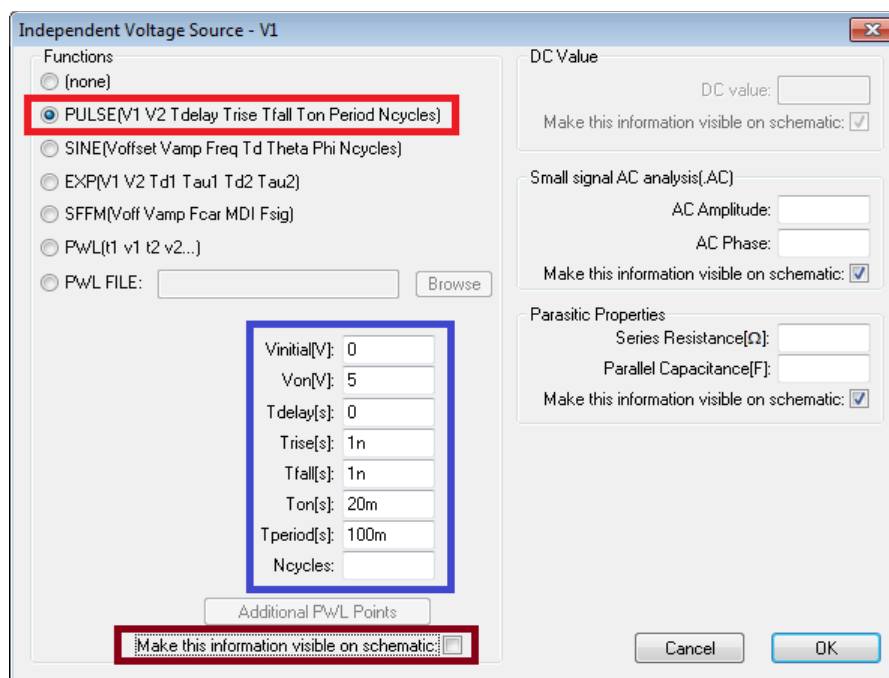 Independent Voltage Source - V1
Functions
(none)
PULSE(V1 V2 Tdelay Trise Tfall Ton Period Ncycles)
SINE(Voffset Vamp Freq Td Theta Phi Ncycles)
EXP(V1 V2 Td1 Tau1 Td2 Tau2)
SFFM(Voff Vamp Fcar MDI Fsig)
PWL(t1 v1 t2 v2...)
PWL FILE:
Browse
Vinitial[V]: 0
Von[V]: 5
Tdelay[s]: 0
Trise[s]: 1n
Tfall[s]: 1n
Ton[s]: 20m
Tperiod[s]: 100m
Ncycles:
Additional PWL Points
Make this information visible on schematic:
DC Value
DC value:
Make this information visible on schematic:
Small signal AC analysis(.AC)
AC Amplitude:
AC Phase:
Make this information visible on schematic:
Parasitic Properties
Series Resistance[Ω]:
Parallel Capacitance[F]:
Make this information visible on schematic:
Cancel
OK